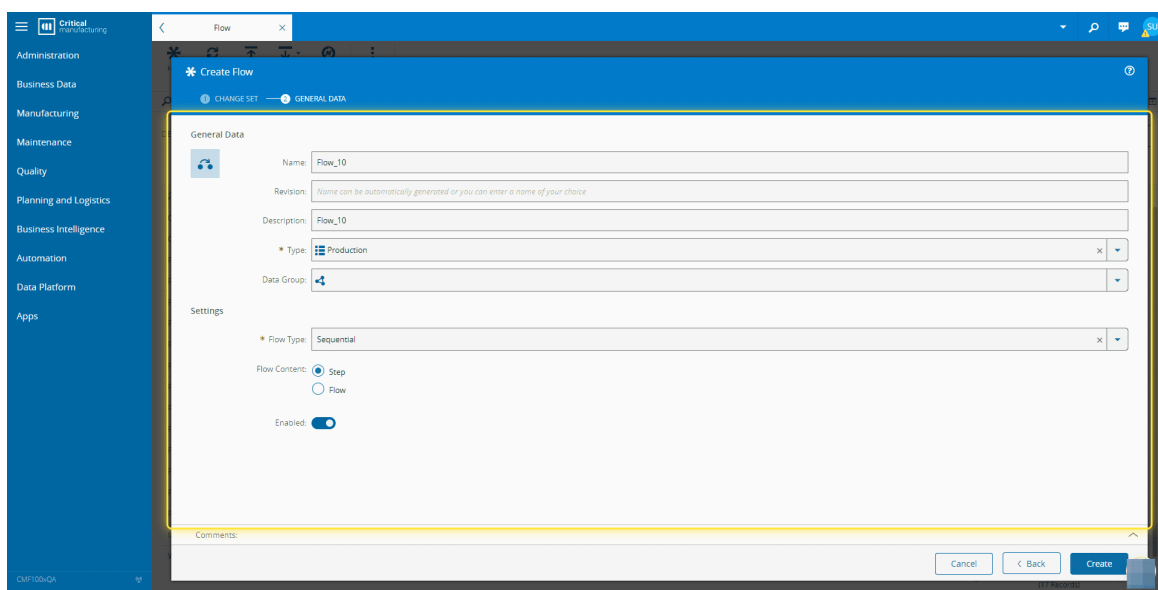 Critical
manufacturing
Flow
SU
Administration
Business Data
Manufacturing
Maintenance
Quality
Planning and Logistics
Business Intelligence
Automation
Data Platform
Apps
CMF100xQA
Create Flow
1 CHANGE SET
2 GENERAL DATA
General Data
Name: Flow_10
Revision: Name can be automatically generated or you can enter a name of your choice
Description: Flow_10
* Type: Production
Data Group:
Settings
* Flow Type: Sequential
Flow Content: Step
Flow
Enabled:
Comments:
Cancel
Back
Create
(17 Records)